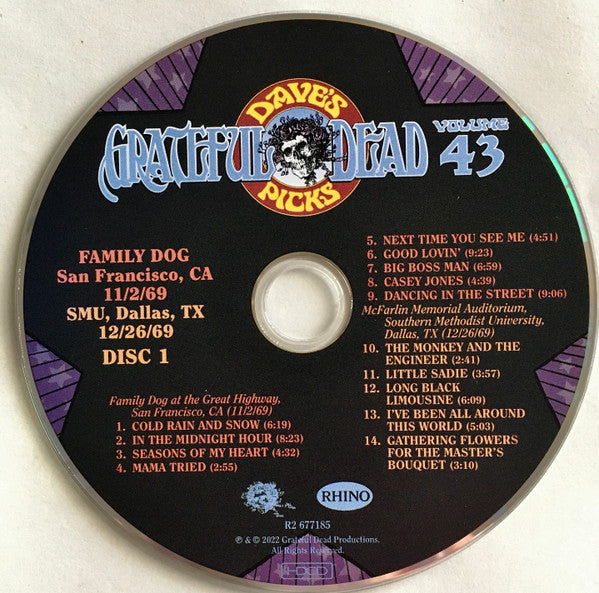 DAVE'S
GRATEFUL DEAD
PICKS
VOLUME
43
FAMILY DOG
San Francisco, CA
11/2/69
SMU, Dallas, TX
12/26/69
DISC 1
Family Dog at the Great Highway,
San Francisco, CA (11/2/69)
1. COLD RAIN AND SNOW (6:19)
2. IN THE MIDNIGHT HOUR (8:23)
3. SEASONS OF MY HEART (4:32)
4. MAMA TRIED (2:55)
5. NEXT TIME YOU SEE ME (4:51)
6. GOOD LOVIN' (9:23)
7. BIG BOSS MAN (6:59)
8. CASEY JONES (4:39)
9. DANCING IN THE STREET (9:06)
McFarlin Memorial Auditorium,
Southern Methodist University,
Dallas, TX (12/26/69)
10. THE MONKEY AND THE
ENGINEER (2:41)
11. LITTLE SADIE (3:57)
12. LONG BLACK
LIMOUSINE (6:09)
13. I'VE BEEN ALL AROUND
THIS WORLD (5:03)
14. GATHERING FLOWERS
FOR THE MASTER'S
BOUQUET (3:10)
RHINO
R2 677185
℗ & © 2022 Grateful Dead Productions.
All Rights Reserved.
HDCD